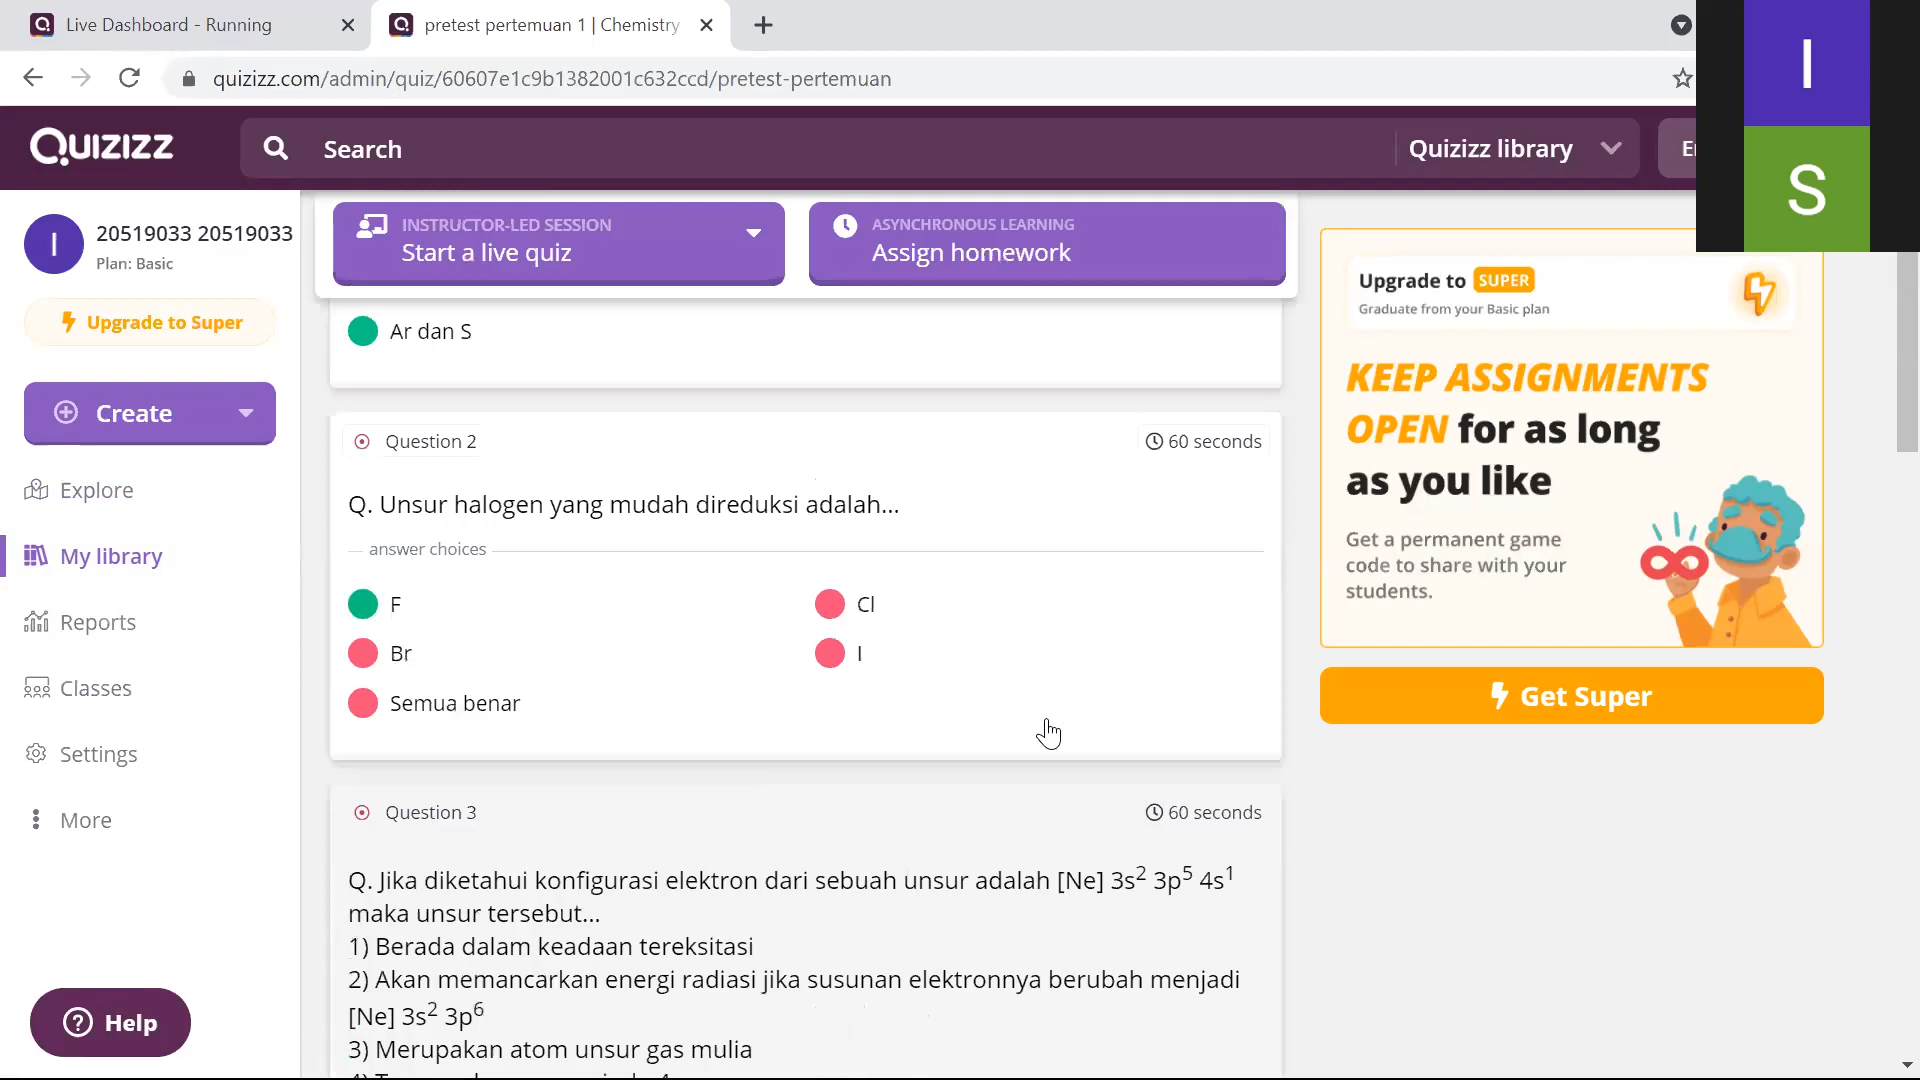 Live Dashboard - Running
pretest pertemuan 1 | Chemistry
quizizz.com/admin/quiz/60607e1c9b1382001c632ccd/pretest-pertemuan
I
S
Quizizz
Search
Quizizz library
I
20519033 20519033
Plan: Basic
Upgrade to Super
Create
Explore
My library
Reports
Classes
Settings
More
Help
INSTRUCTOR-LED SESSION
Start a live quiz
ASYNCHRONOUS LEARNING
Assign homework
Ar dan S
Question 2
60 seconds
Q. Unsur halogen yang mudah direduksi adalah...
answer choices
F
Cl
Br
I
Semua benar
Question 3
60 seconds
Q. Jika diketahui konfigurasi elektron dari sebuah unsur adalah [Ne] 3s² 3p⁵ 4s¹
maka unsur tersebut...
1) Berada dalam keadaan tereksitasi
2) Akan memancarkan energi radiasi jika susunan elektronnya berubah menjadi
[Ne] 3s² 3p⁶
3) Merupakan atom unsur gas mulia
Upgrade to SUPER
Graduate from your Basic plan
KEEP ASSIGNMENTS
OPEN for as long
as you like
Get a permanent game
code to share with your
students.
Get Super